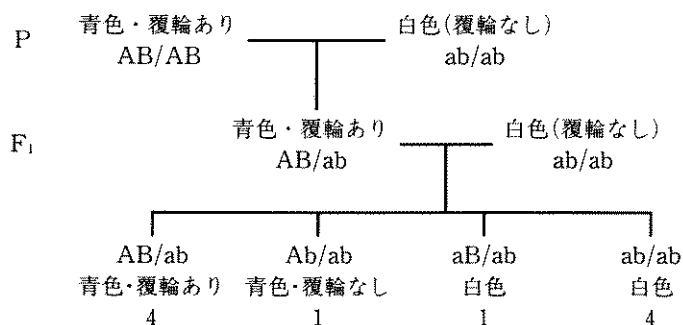 青色・覆輪あり 白色(覆輪なし)
P
AB/AB ab/ab
青色・覆輪あり 白色(覆輪なし)
F₁
AB/ab ab/ab
AB/ab Ab/ab aB/ab ab/ab
青色・覆輪あり 青色・覆輪なし 白色 白色
4 1 1 4